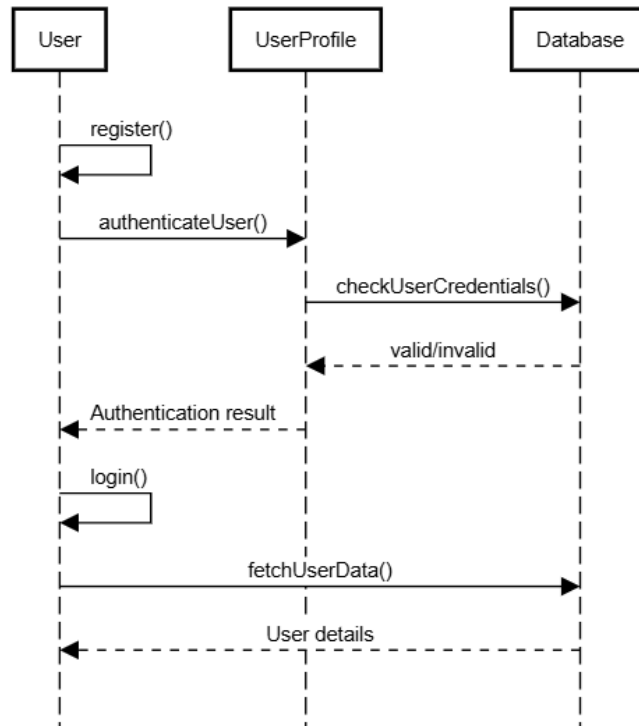 User
UserProfile
Database
register()
authenticateUser()
checkUserCredentials()
valid/invalid
Authentication result
login()
fetchUserData()
User details